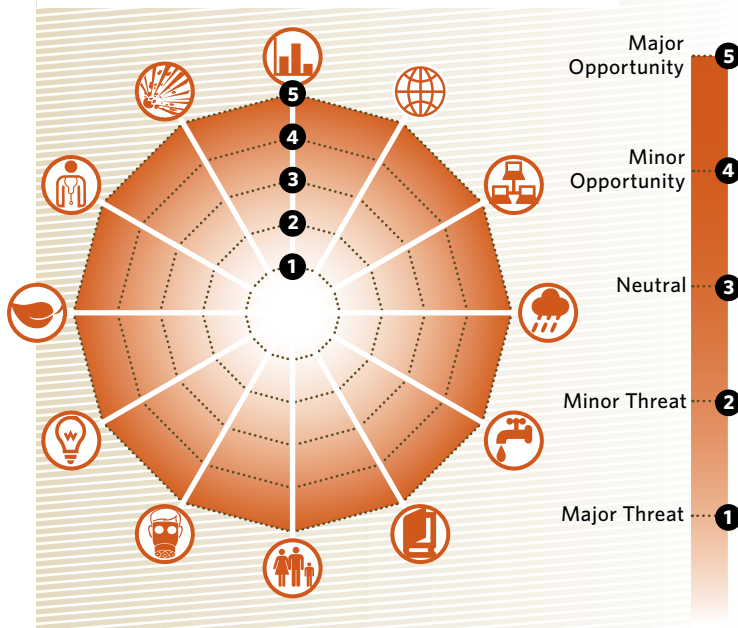 5
4
3
2
1
Major
Opportunity
5
Minor
Opportunity
4
Neutral
3
Minor Threat
2
Major Threat
1